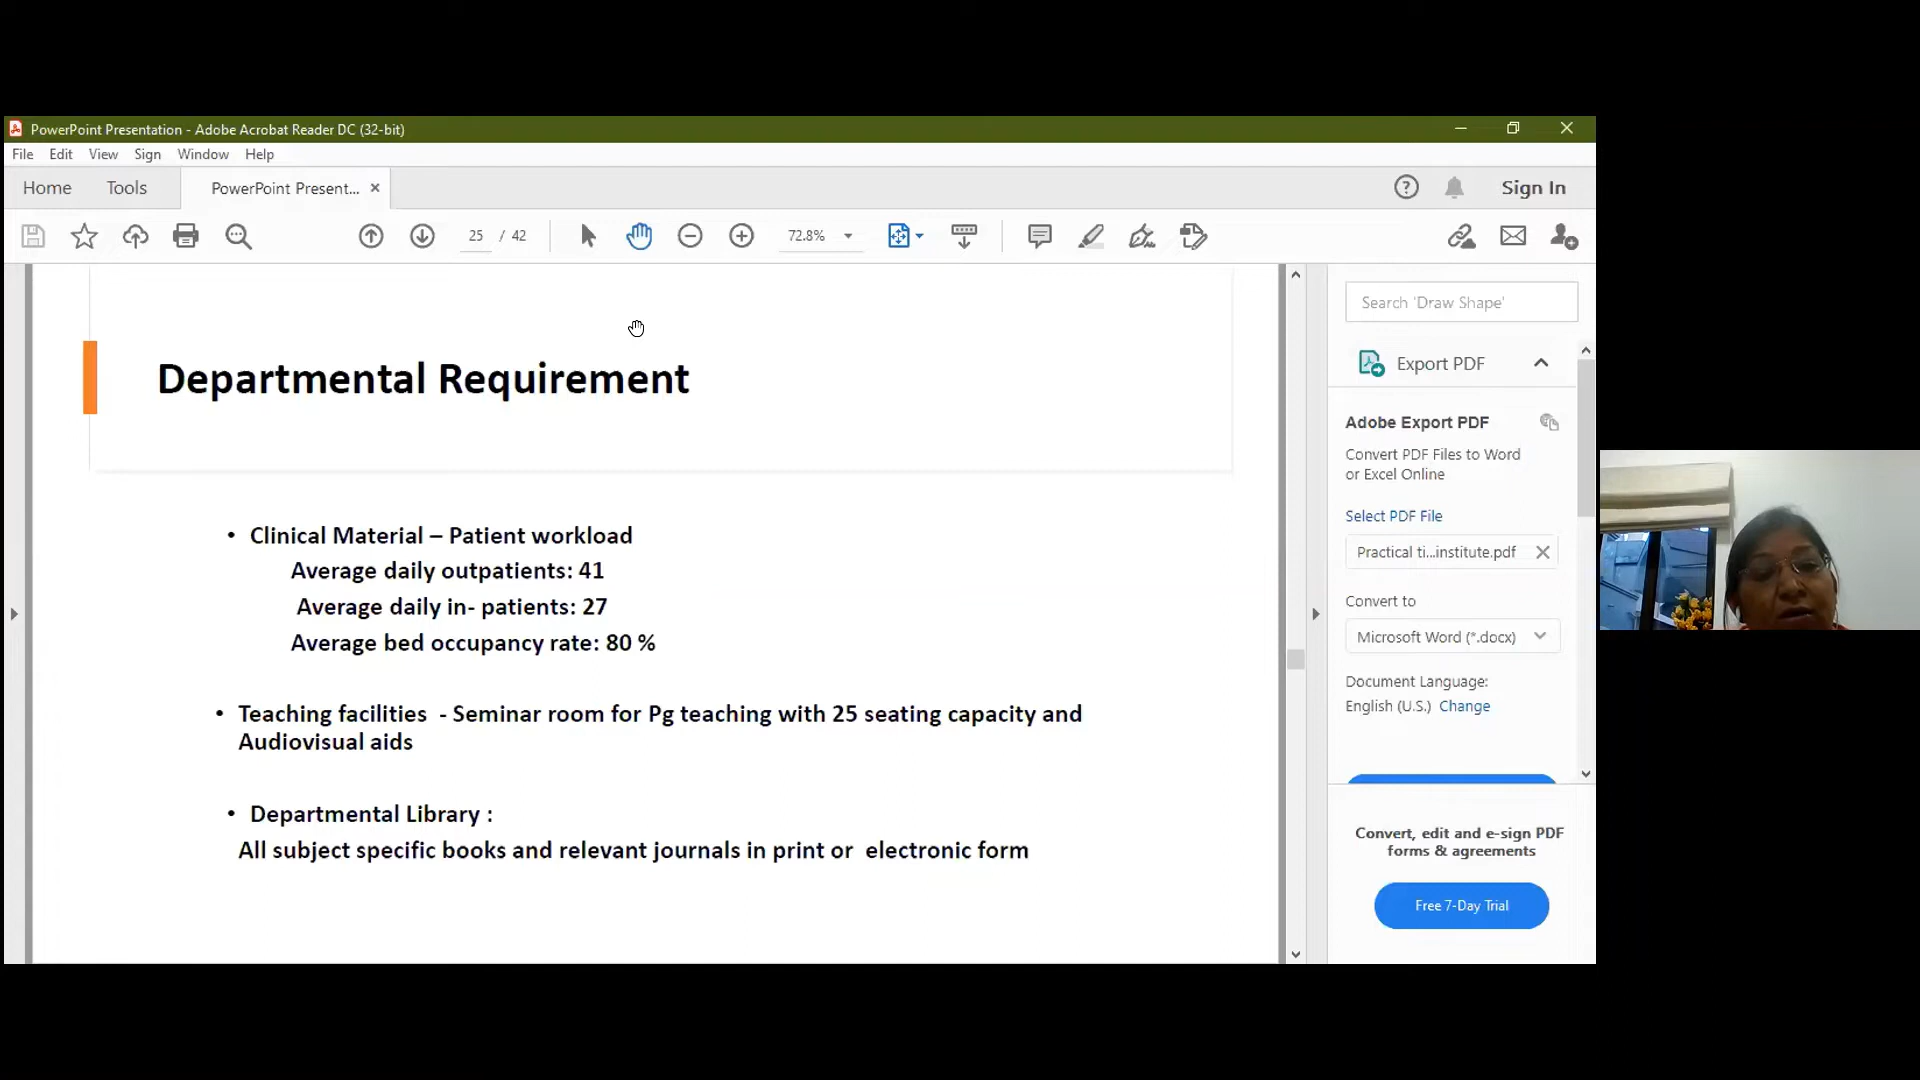 PowerPoint Presentation - Adobe Acrobat Reader DC (32-bit)
File Edit View Sign Window Help
Home Tools PowerPoint Present... Sign In
25 / 42 72.8%
Departmental Requirement
• Clinical Material – Patient workload
Average daily outpatients: 41
Average daily in- patients: 27
Average bed occupancy rate: 80 %
• Teaching facilities - Seminar room for Pg teaching with 25 seating capacity and
Audiovisual aids
• Departmental Library :
All subject specific books and relevant journals in print or electronic form
Search 'Draw Shape'
Export PDF
Adobe Export PDF
Convert PDF Files to Word
or Excel Online
Select PDF File
Practical ti...institute.pdf
Convert to
Microsoft Word (*.docx)
Document Language:
English (U.S.) Change
Convert, edit and e-sign PDF
forms & agreements
Free 7-Day Trial